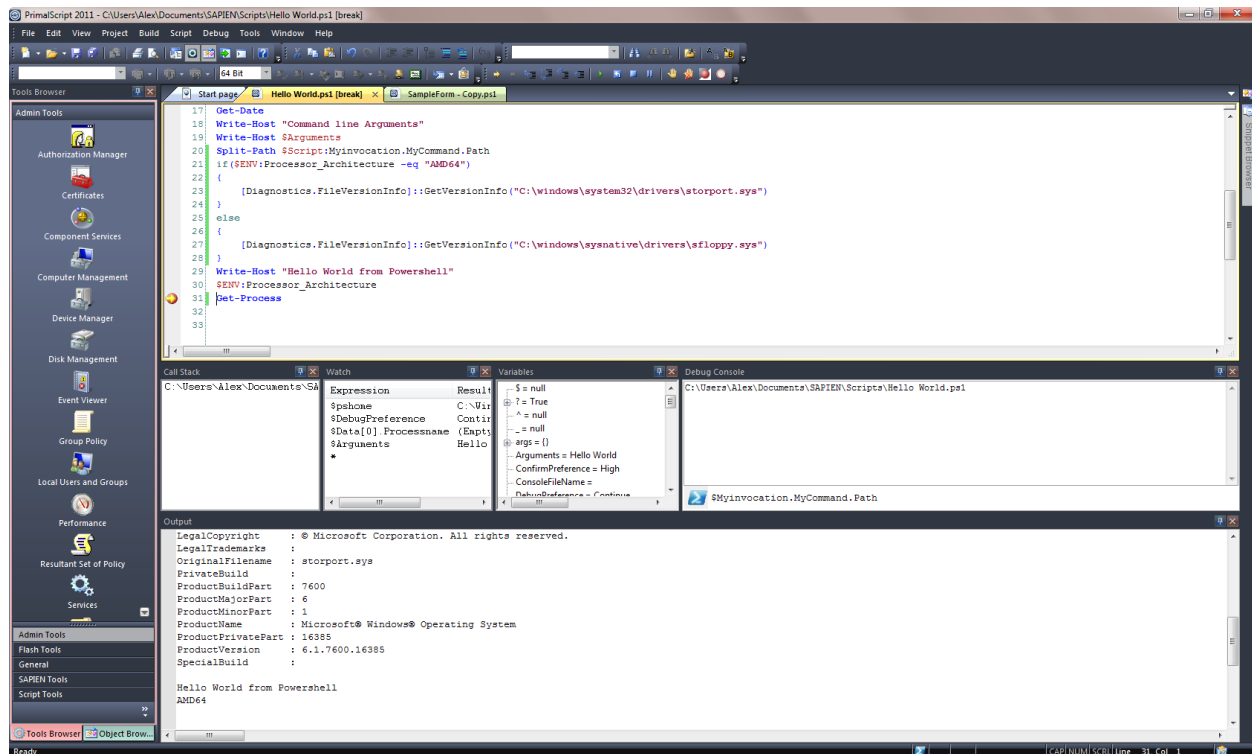 PrimalScript 2011 - C:\Users\Alex\Documents\SAPIEN\Scripts\Hello World.ps1 [break]
File Edit View Project Build Script Debug Tools Window Help
64 Bit
Tools Browser
Start page
Hello World.ps1 [break]
SampleForm - Copy.ps1
Admin Tools
Authorization Manager
Certificates
Component Services
Computer Management
Device Manager
Disk Management
Event Viewer
Group Policy
Local Users and Groups
Performance
Resultant Set of Policy
Services
Admin Tools
Flash Tools
General
SAPIEN Tools
Script Tools
Tools Browser
Object Brow...
17 Get-Date
18 Write-Host "Command line Arguments"
19 Write-Host $Arguments
20 Split-Path $Script:Myinvocation.MyCommand.Path
21 if($ENV:Processor_Architecture -eq "AMD64")
22 {
23 [Diagnostics.FileVersionInfo]::GetVersionInfo("C:\windows\system32\drivers\storport.sys")
24 }
25 else
26 {
27 [Diagnostics.FileVersionInfo]::GetVersionInfo("C:\windows\sysnative\drivers\sfloppy.sys")
28 }
29 Write-Host "Hello World from Powershell"
30 $ENV:Processor_Architecture
31 Get-Process
32
33
Snippet Browser
Call Stack
C:\Users\Alex\Documents\SA
Watch
Expression Result
$pshome C:\Win
$DebugPreference Contin
$Data[0].Processname (Empty
$Arguments Hello
*
Variables
$ = null
? = True
^ = null
_ = null
args = {}
Arguments = Hello World
ConfirmPreference = High
ConsoleFileName =
DebugPreference = Continue
Debug Console
C:\Users\Alex\Documents\SAPIEN\Scripts\Hello World.ps1
$Myinvocation.MyCommand.Path
Output
LegalCopyright : © Microsoft Corporation. All rights reserved.
LegalTrademarks :
OriginalFilename : storport.sys
PrivateBuild :
ProductBuildPart : 7600
ProductMajorPart : 6
ProductMinorPart : 1
ProductName : Microsoft® Windows® Operating System
ProductPrivatePart : 16385
ProductVersion : 6.1.7600.16385
SpecialBuild :
Hello World from Powershell
AMD64
Ready
CAP NUM SCRL Line 31 Col 1